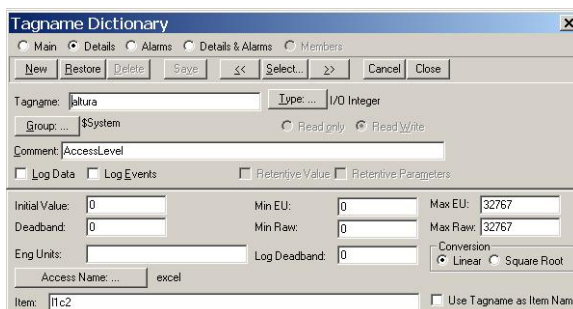 Tagname Dictionary
Main Details Alarms Details & Alarms Members
New Restore Delete Save << Select... >> Cancel Close
Tagname: altura Type: ... I/O Integer
Group: ... $System Read only Read Write
Comment: AccessLevel
Log Data Log Events Retentive Value Retentive Parameters
Initial Value: 0 Min EU: 0 Max EU: 32767
Deadband: 0 Min Raw: 0 Max Raw: 32767
Eng Units: Log Deadband: 0 Conversion
Linear Square Root
Access Name: ... excel
Item: l1c2 Use Tagname as Item Nam